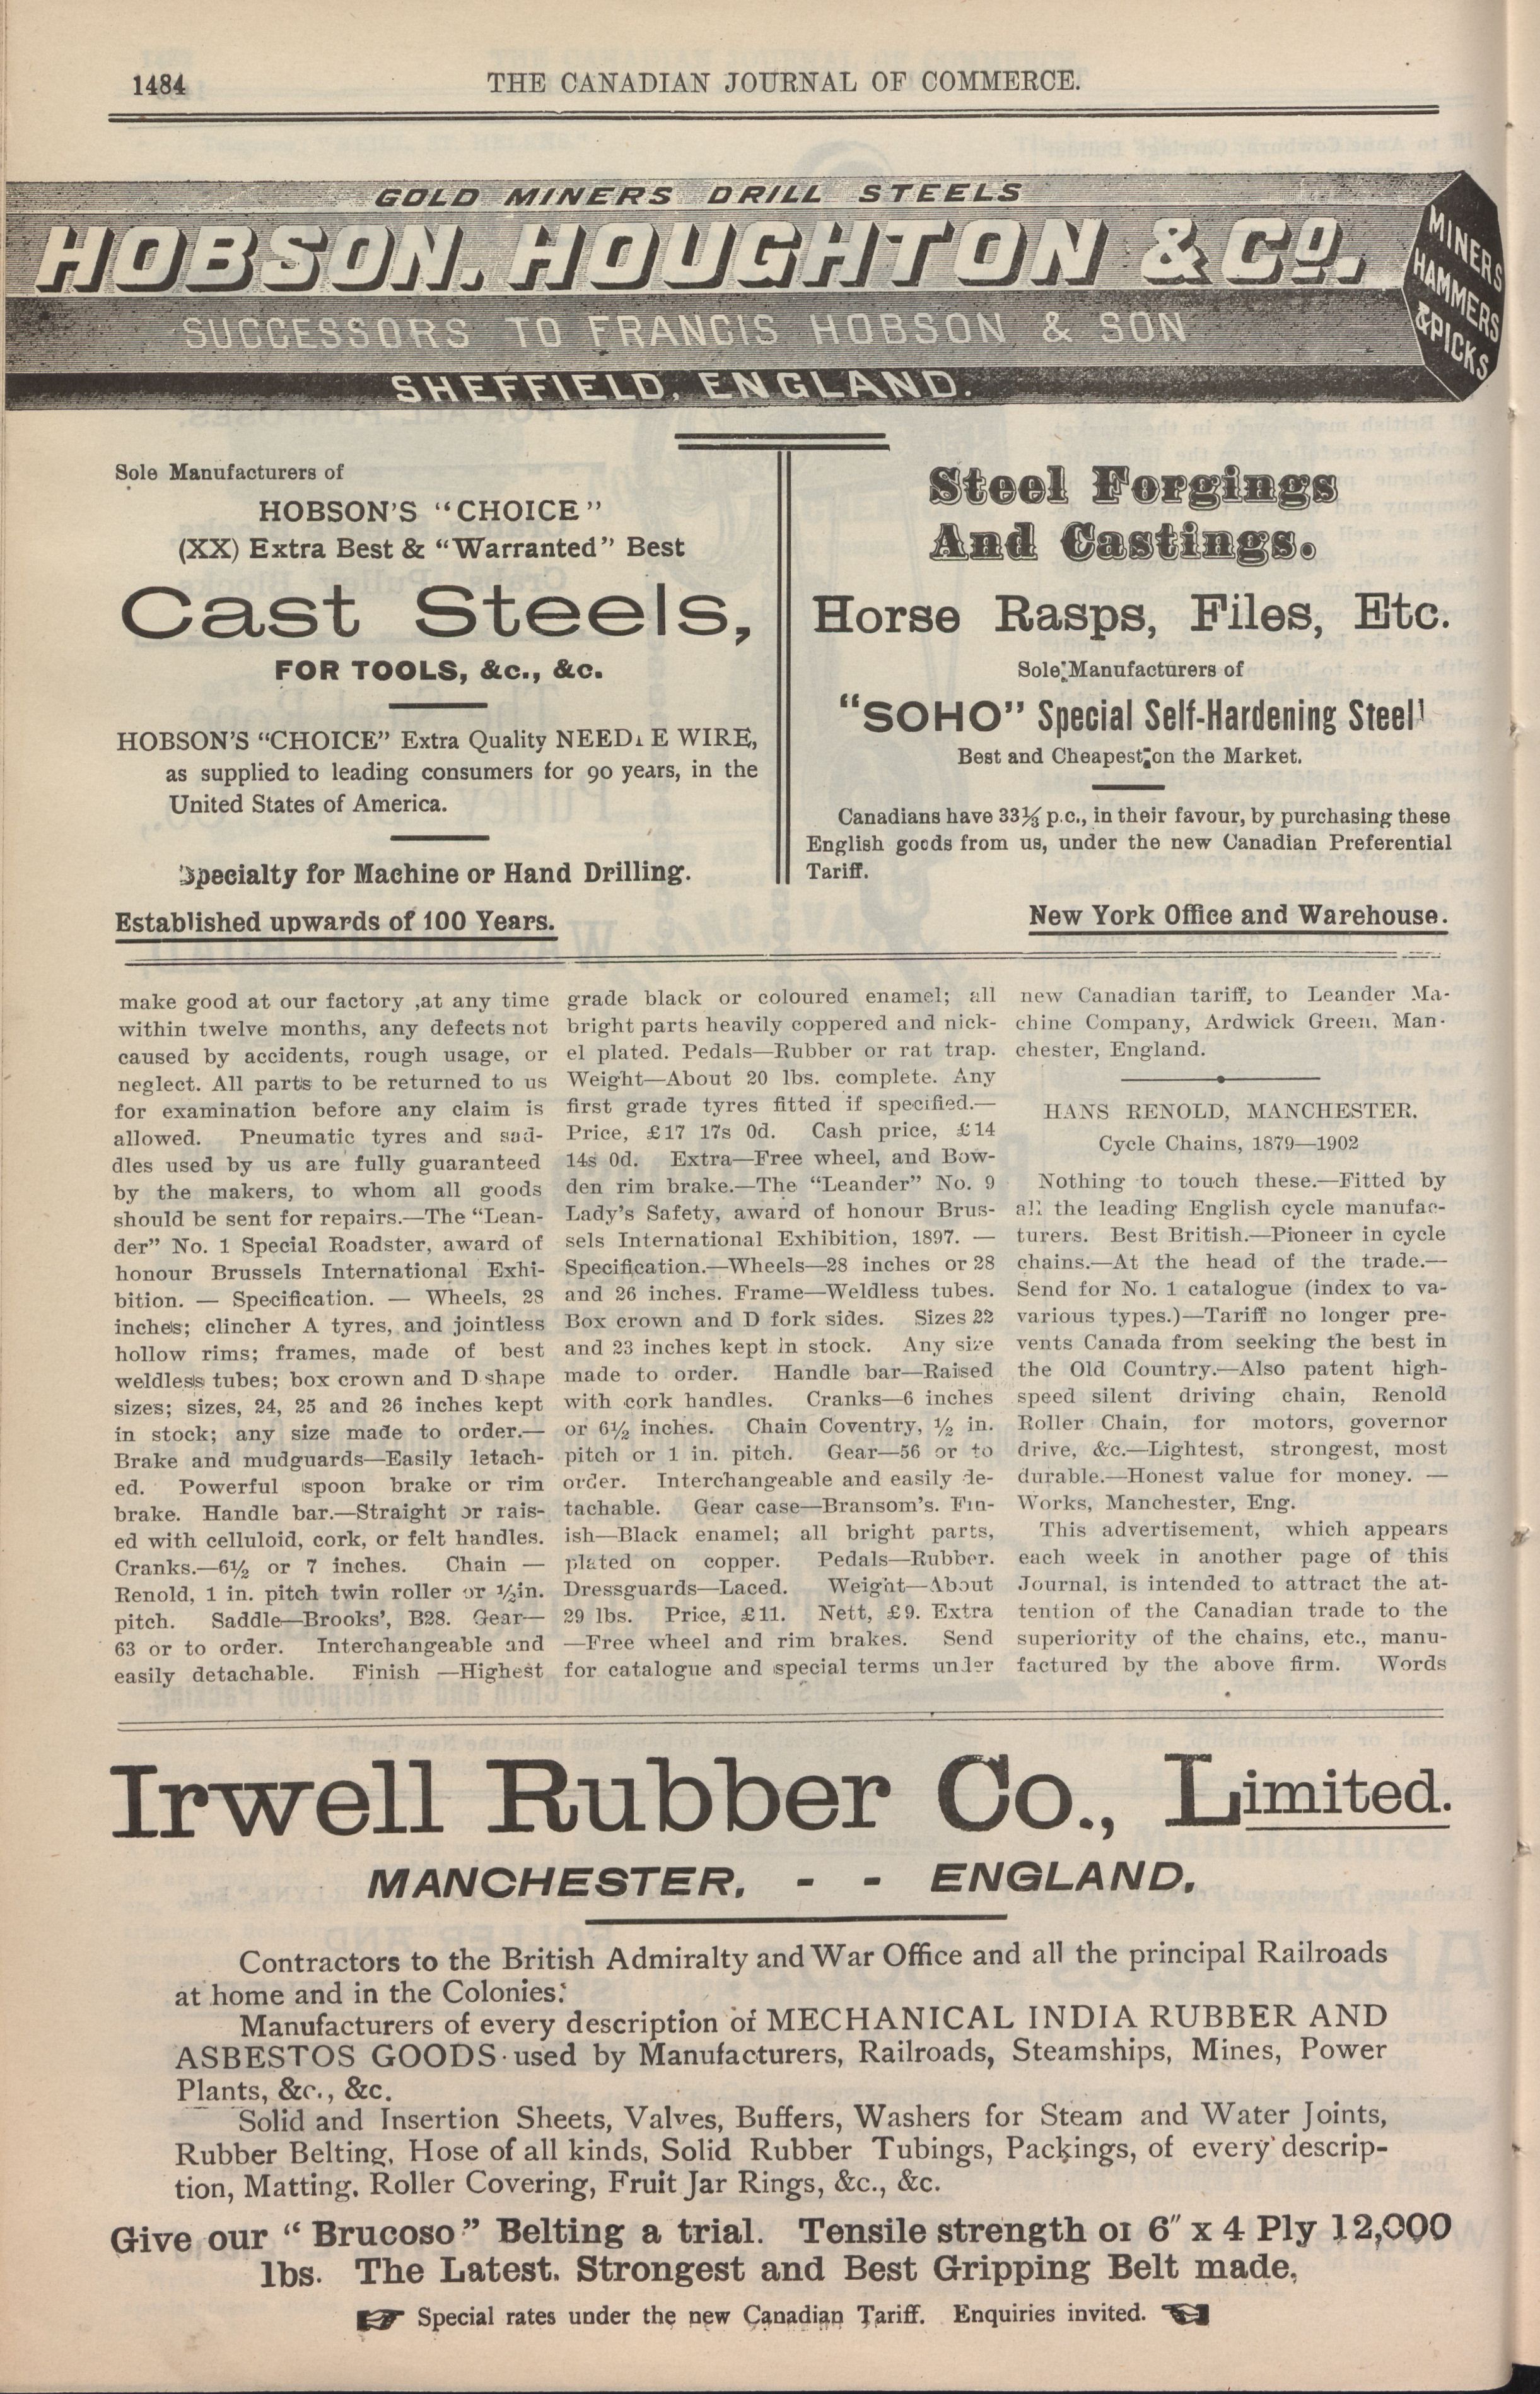 1484
THE CANADIAN JOURNAL OF COMMERCE.
GOLD MINERS DRILL STEELS
HOBSON, HOUGHTON & Co.
SUCCESSORS TO FRANCIS HOBSON & SON
SHEFFIELD, ENGLAND.
MINERS
HAMMERS
& PICKS
Sole Manufacturers of
HOBSON'S "CHOICE"
(XX) Extra Best & "Warranted" Best
Cast Steels,
FOR TOOLS, &c., &c.
HOBSON'S "CHOICE" Extra Quality NEEDLE WIRE,
as supplied to leading consumers for 90 years, in the
United States of America.
Specialty for Machine or Hand Drilling.
Established upwards of 100 Years.
Steel Forgings
And Castings.
Horse Rasps, Files, Etc.
Sole Manufacturers of
"SOHO" Special Self-Hardening Steel
Best and Cheapest on the Market.
Canadians have 33⅓ p.c., in their favour, by purchasing these
English goods from us, under the new Canadian Preferential
Tariff.
New York Office and Warehouse.
make good at our factory ,at any time
within twelve months, any defects not
caused by accidents, rough usage, or
neglect. All parts to be returned to us
for examination before any claim is
allowed. Pneumatic tyres and sad-
dles used by us are fully guaranteed
by the makers, to whom all goods
should be sent for repairs.—The "Lean-
der" No. 1 Special Roadster, award of
honour Brussels International Exhi-
bition. — Specification. — Wheels, 28
inches; clincher A tyres, and jointless
hollow rims; frames, made of best
weldless tubes; box crown and D shape
sizes; sizes, 24, 25 and 26 inches kept
in stock; any size made to order.—
Brake and mudguards—Easily letach-
ed. Powerful spoon brake or rim
brake. Handle bar.—Straight or rais-
ed with celluloid, cork, or felt handles.
Cranks.—6½ or 7 inches. Chain —
Renold, 1 in. pitch twin roller or ½in.
pitch. Saddle—Brooks', B28. Gear—
63 or to order. Interchangeable and
easily detachable. Finish —Highest
grade black or coloured enamel; all
bright parts heavily coppered and nick-
el plated. Pedals—Rubber or rat trap.
Weight—About 20 lbs. complete. Any
first grade tyres fitted if specified.—
Price, £17 17s 0d. Cash price, £14
14s 0d. Extra—Free wheel, and Bow-
den rim brake.—The "Leander" No. 9
Lady's Safety, award of honour Brus-
sels International Exhibition, 1897. —
Specification.—Wheels—28 inches or 28
and 26 inches. Frame—Weldless tubes.
Box crown and D fork sides. Sizes 22
and 23 inches kept in stock. Any size
made to order. Handle bar—Raised
with cork handles. Cranks—6 inches
or 6½ inches. Chain Coventry, ½ in.
pitch or 1 in. pitch. Gear—56 or to
order. Interchangeable and easily de-
tachable. Gear case—Bransom's. Fin-
ish—Black enamel; all bright parts,
plated on copper. Pedals—Rubber.
Dressguards—Laced. Weight—About
29 lbs. Price, £11. Nett, £9. Extra
—Free wheel and rim brakes. Send
for catalogue and special terms under
new Canadian tariff, to Leander Ma-
chine Company, Ardwick Green, Man-
chester, England.
HANS RENOLD, MANCHESTER.
Cycle Chains, 1879—1902
Nothing to touch these.—Fitted by
all the leading English cycle manufac-
turers. Best British.—Pioneer in cycle
chains.—At the head of the trade.—
Send for No. 1 catalogue (index to va-
various types.)—Tariff no longer pre-
vents Canada from seeking the best in
the Old Country.—Also patent high-
speed silent driving chain, Renold
Roller Chain, for motors, governor
drive, &c.—Lightest, strongest, most
durable.—Honest value for money. —
Works, Manchester, Eng.
This advertisement, which appears
each week in another page of this
Journal, is intended to attract the at-
tention of the Canadian trade to the
superiority of the chains, etc., manu-
factured by the above firm. Words
Irwell Rubber Co., Limited.
MANCHESTER, - - ENGLAND.
Contractors to the British Admiralty and War Office and all the principal Railroads
at home and in the Colonies.
Manufacturers of every description of MECHANICAL INDIA RUBBER AND
ASBESTOS GOODS used by Manufacturers, Railroads, Steamships, Mines, Power
Plants, &c., &c.
Solid and Insertion Sheets, Valves, Buffers, Washers for Steam and Water Joints,
Rubber Belting, Hose of all kinds, Solid Rubber Tubings, Packings, of every descrip-
tion, Matting, Roller Covering, Fruit Jar Rings, &c., &c.
Give our "Brucoso" Belting a trial. Tensile strength of 6" x 4 Ply 12,000
lbs. The Latest, Strongest and Best Gripping Belt made.
Special rates under the new Canadian Tariff. Enquiries invited.